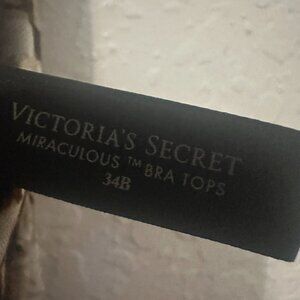 VICTORIA'S SECRET
MIRACULOUS ™ BRA TOPS
34B